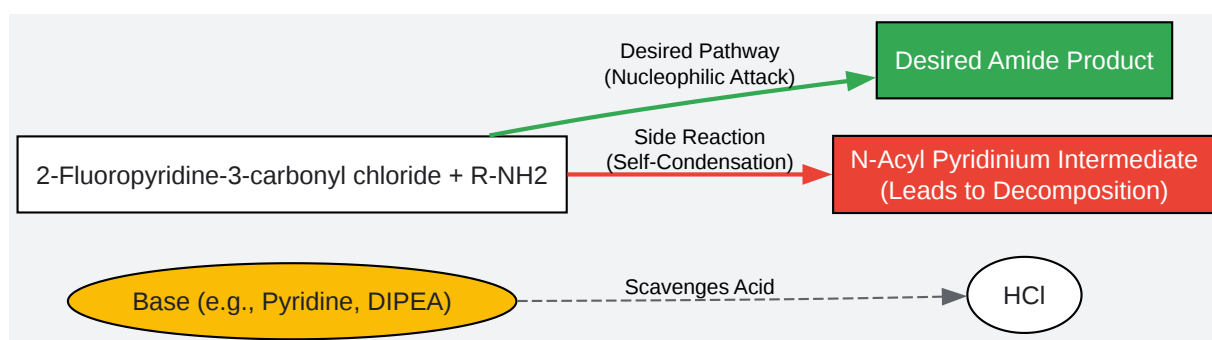 Desired Pathway
(Nucleophilic Attack)
Desired Amide Product
2-Fluoropyridine-3-carbonyl chloride + R-NH2
Side Reaction
(Self-Condensation)
N-Acyl Pyridinium Intermediate
(Leads to Decomposition)
Base (e.g., Pyridine, DIPEA)
Scavenges Acid
HCl